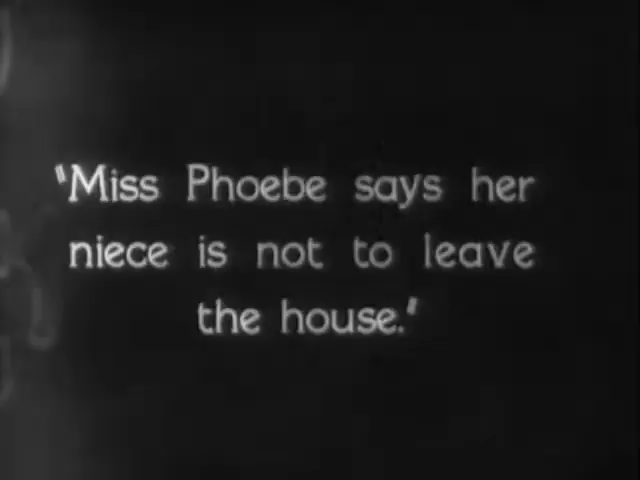 "Miss Phoebe says her
niece is not to leave
the house."